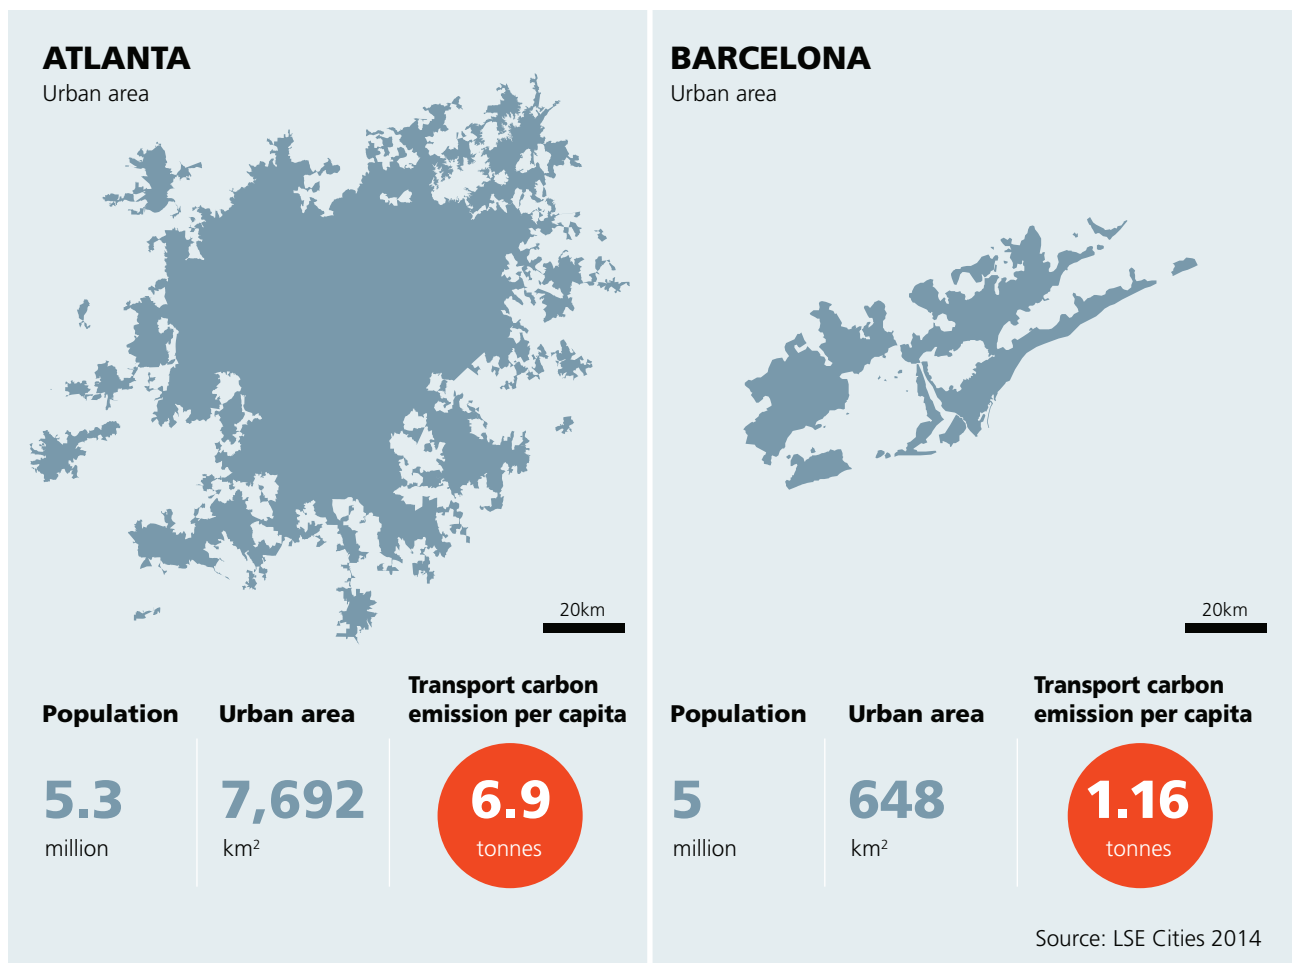 ATLANTA
Urban area
20km
Population
Urban area
Transport carbon
emission per capita
5.3
million
7,692
km²
6.9
tonnes
BARCELONA
Urban area
20km
Population
Urban area
Transport carbon
emission per capita
5
million
648
km²
1.16
tonnes
Source: LSE Cities 2014